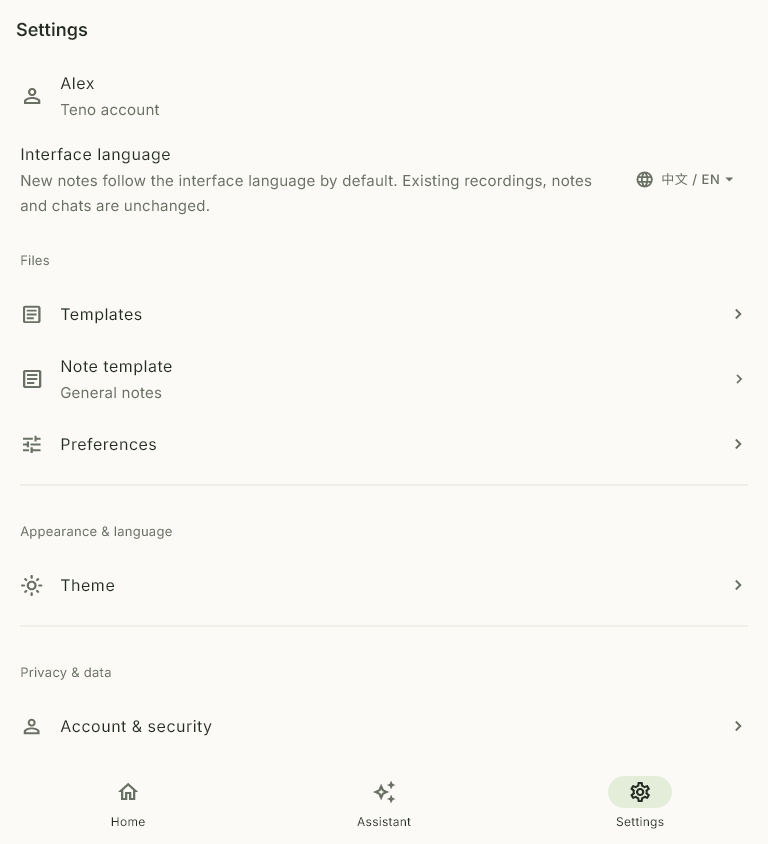 Settings
Alex
Teno account
Interface language
New notes follow the interface language by default. Existing recordings, notes
and chats are unchanged.
中文 / EN
Files
Templates
Note template
General notes
Preferences
Appearance & language
Theme
Privacy & data
Account & security
Home
Assistant
Settings